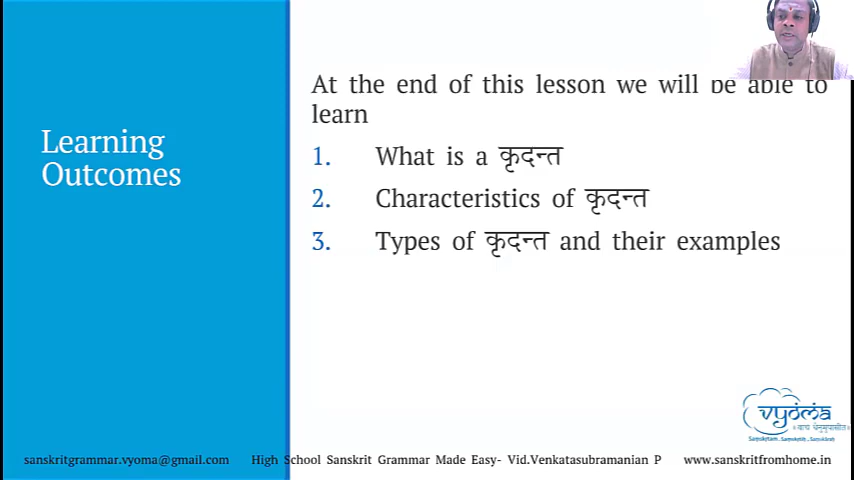 At the end of this lesson we will be able to
learn
Learning
Outcomes
1. What is a कृदन्त
2. Characteristics of कृदन्त
3. Types of कृदन्त and their examples
vyoma
sanskritgrammar.vyoma@gmail.com High School Sanskrit Grammar Made Easy- Vid.Venkatasubramanian P www.sanskritfromhome.in